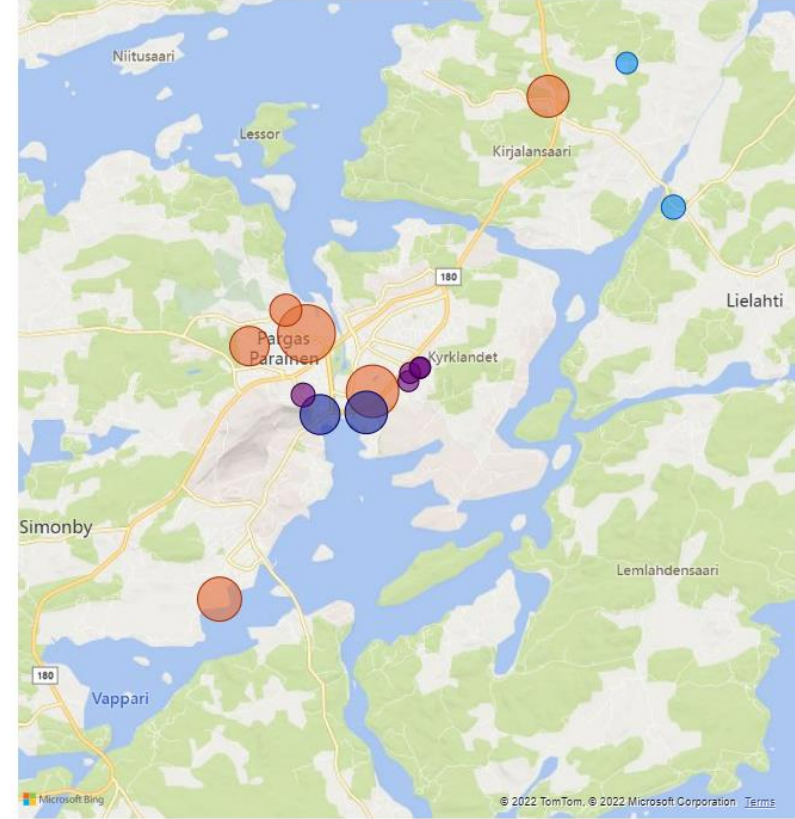 Niitusaari
Lessor
Kirjalansaari
180
Lielahti
Pargas
Parainen
Kyrklandet
Simonby
Lemlahdensaari
180
Vappari
Microsoft Bing
© 2022 TomTom, © 2022 Microsoft Corporation Terms